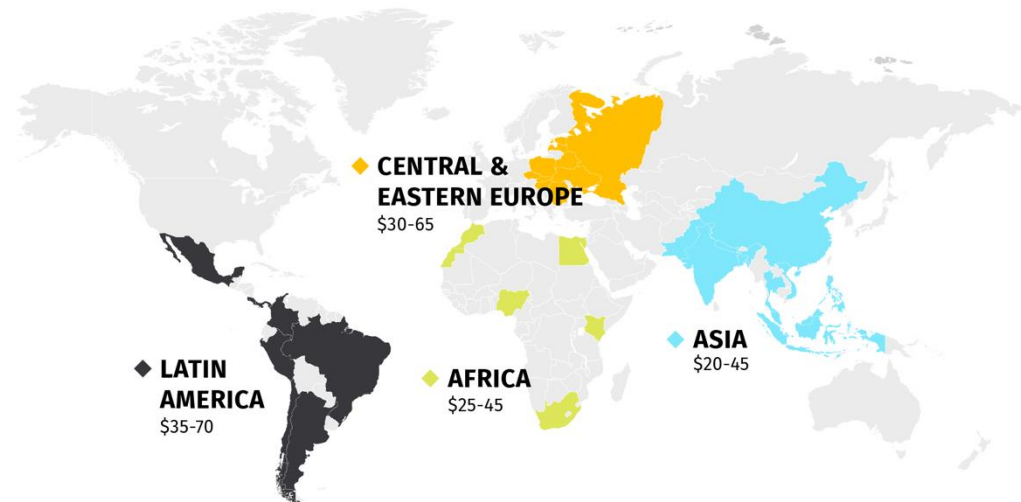 CENTRAL &
EASTERN EUROPE
$30-65
ASIA
$20-45
LATIN
AMERICA
$35-70
AFRICA
$25-45